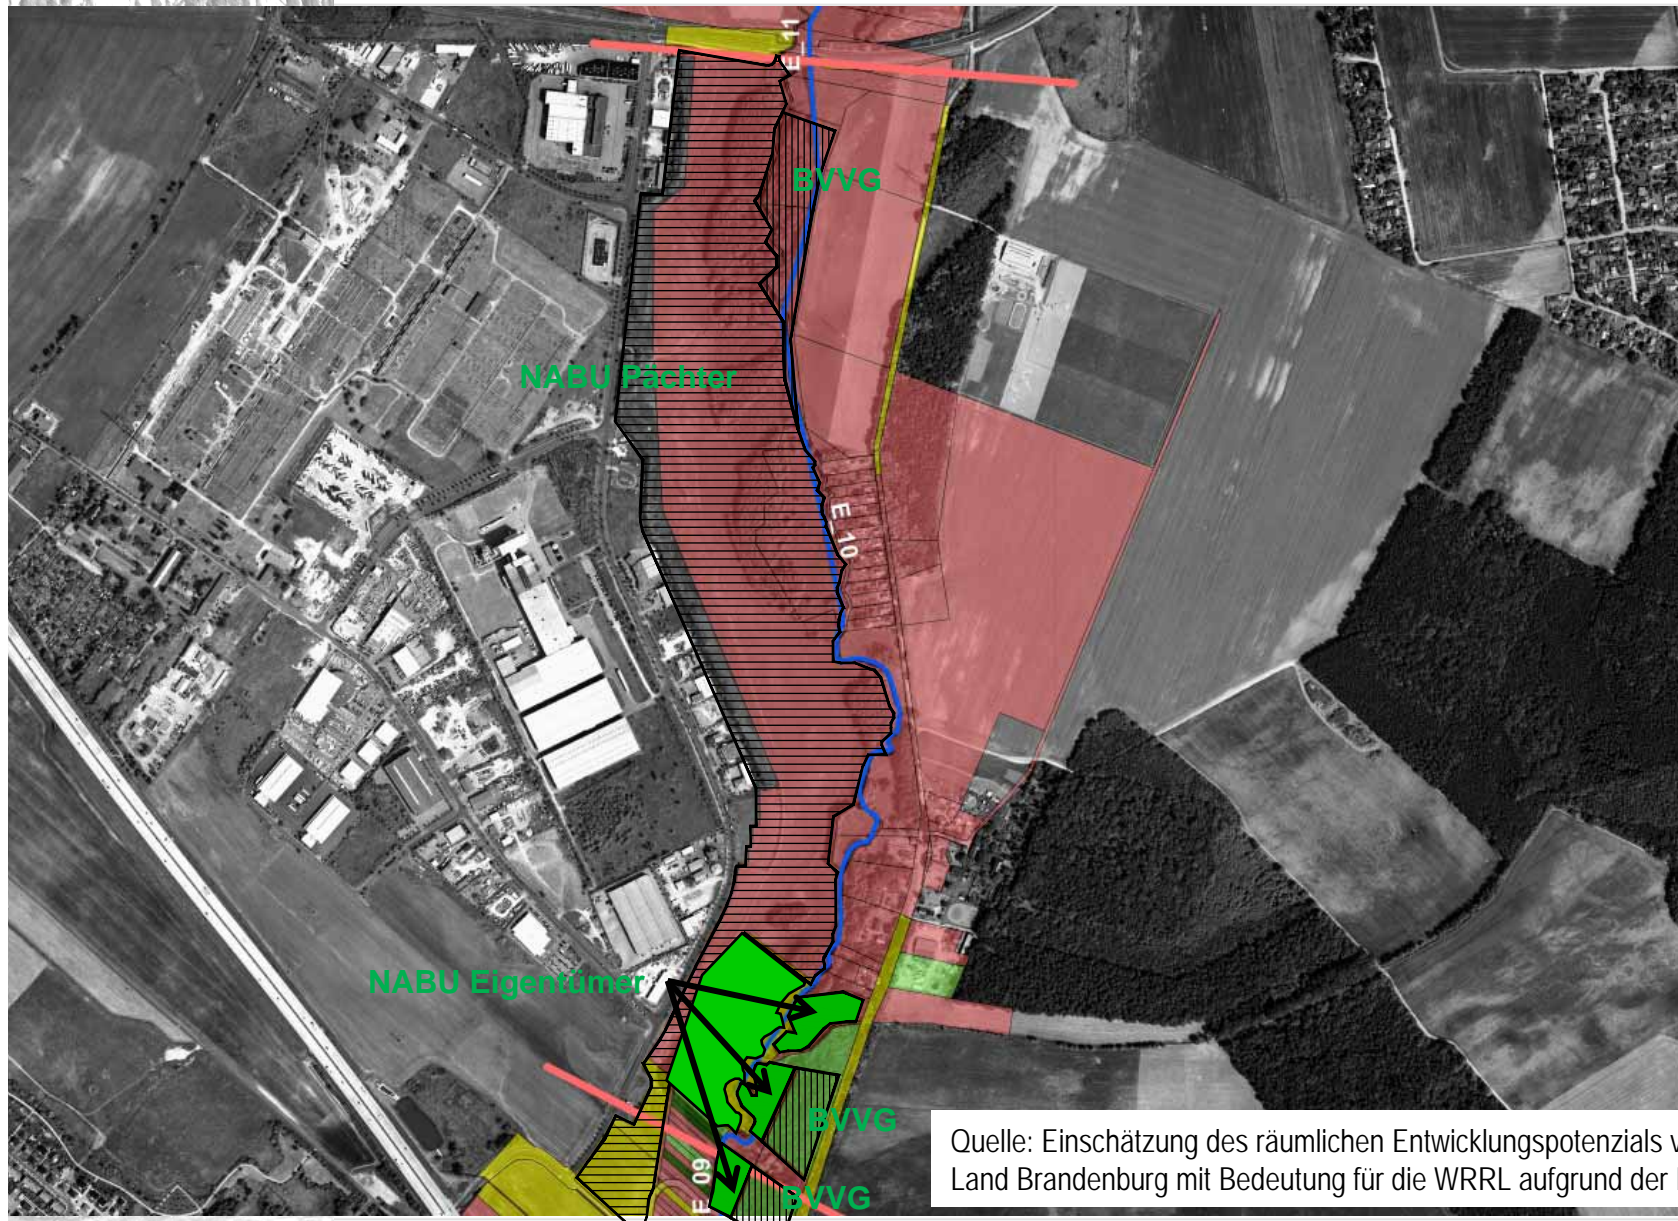 E_11
BVVG
NABU Pächter
E_10
NABU Eigentümer
BVVG
E_09
BVVG
Quelle: Einschätzung des räumlichen Entwicklungspotenzials
Land Brandenburg mit Bedeutung für die WRRL aufgrund der